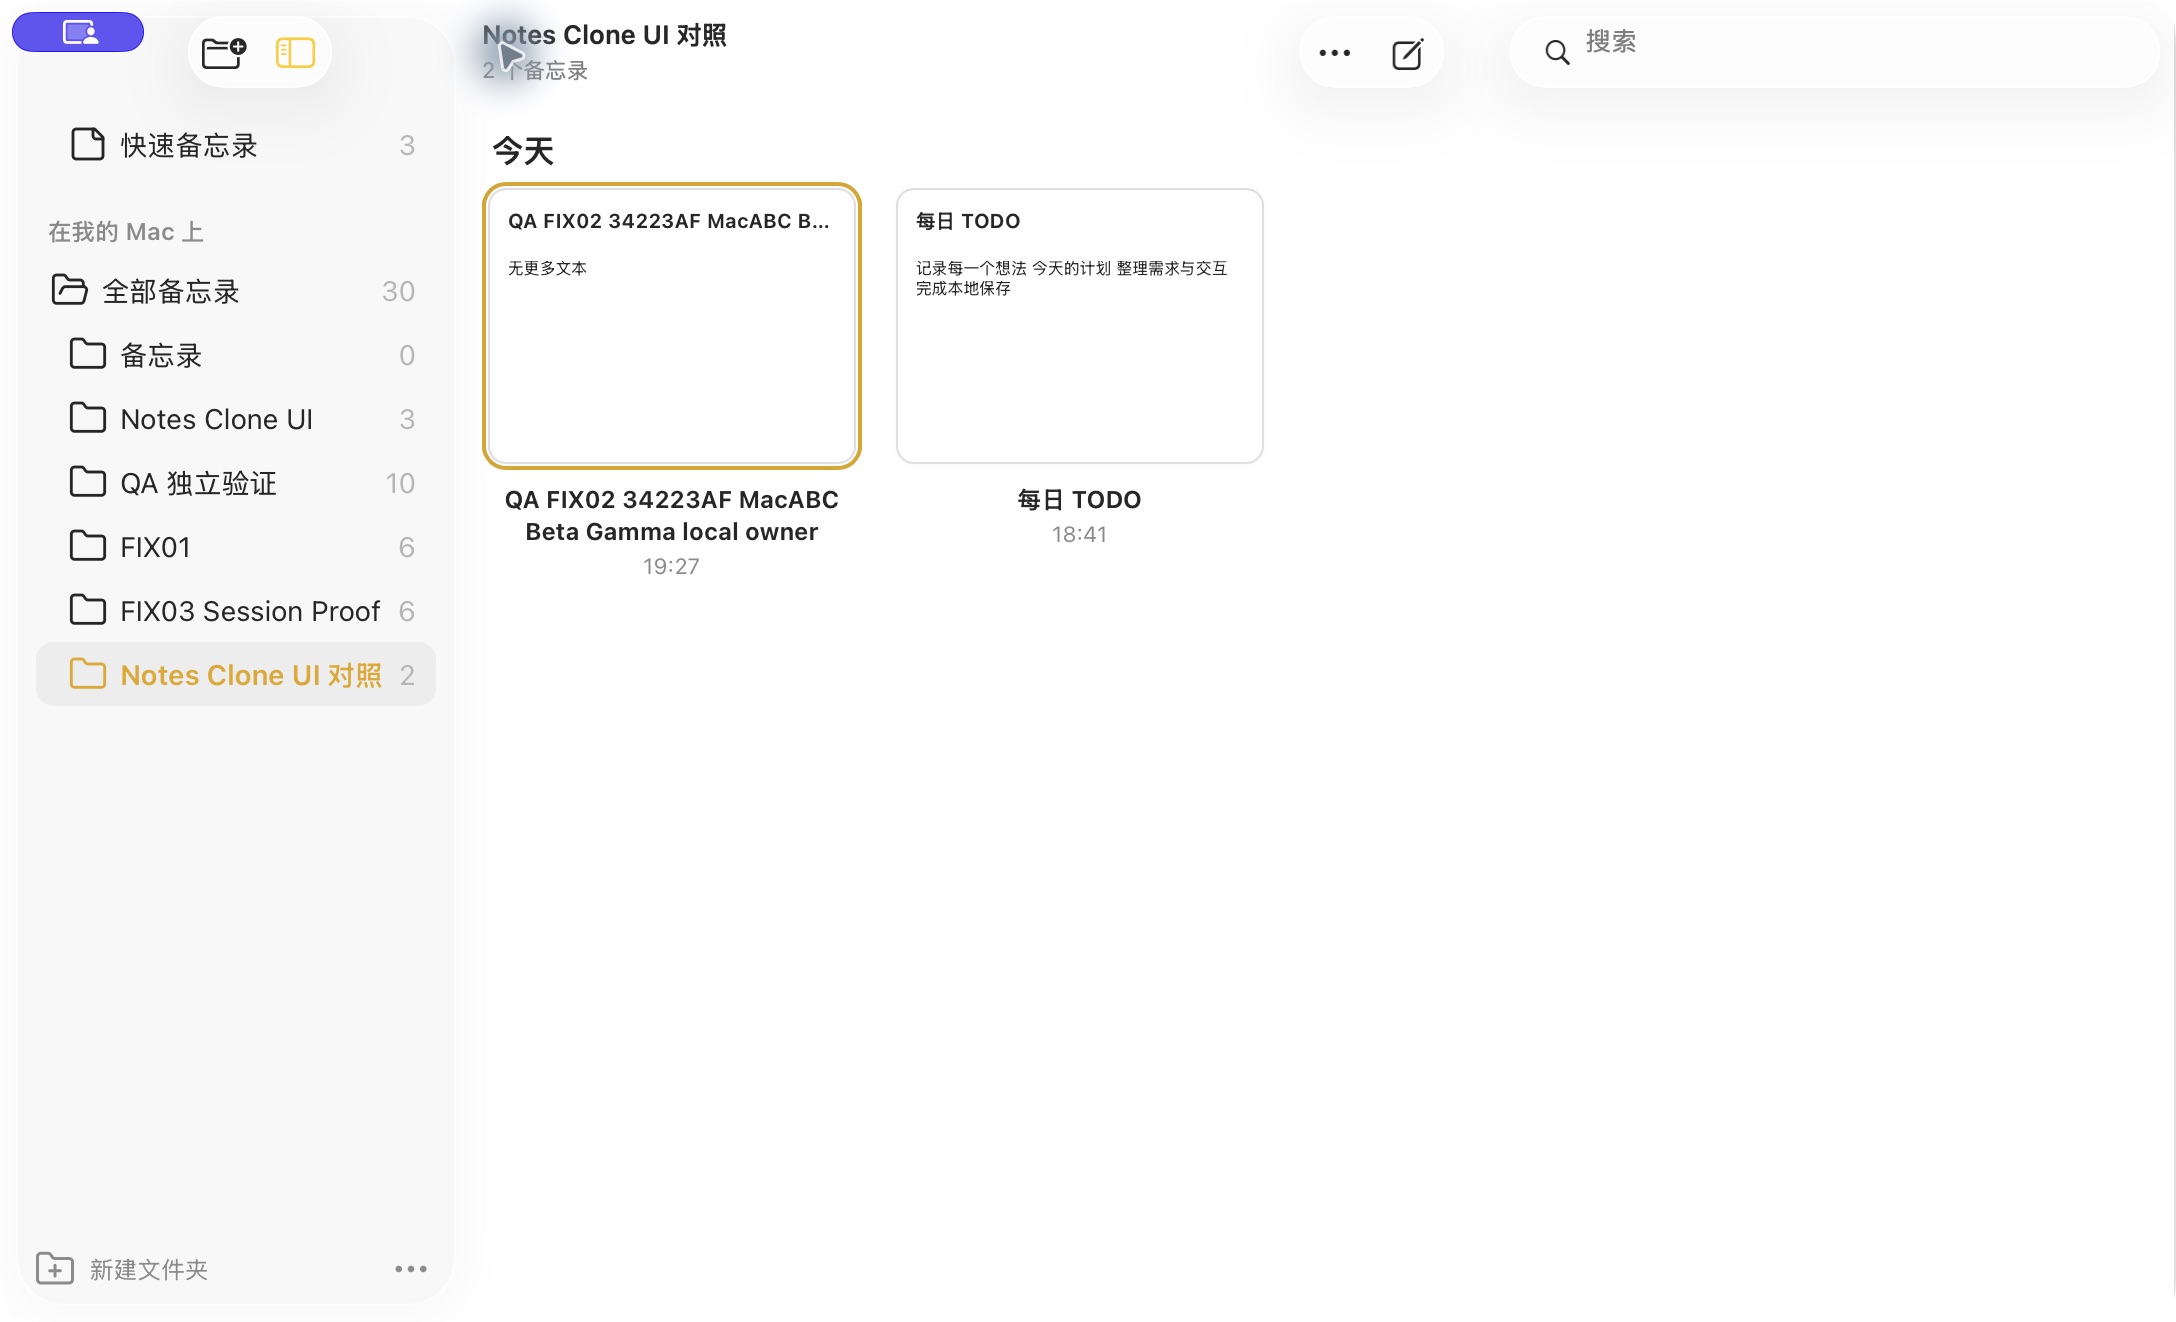 Notes Clone UI 对照
2 个备忘录
搜索
快速备忘录 3
在我的 Mac 上
全部备忘录 30
备忘录 0
Notes Clone UI 3
QA 独立验证 10
FIX01 6
FIX03 Session Proof 6
Notes Clone UI 对照 2
新建文件夹
今天
QA FIX02 34223AF MacABC B...
无更多文本
QA FIX02 34223AF MacABC
Beta Gamma local owner
19:27
每日 TODO
记录每一个想法 今天的计划 整理需求与交互
完成本地保存
每日 TODO
18:41